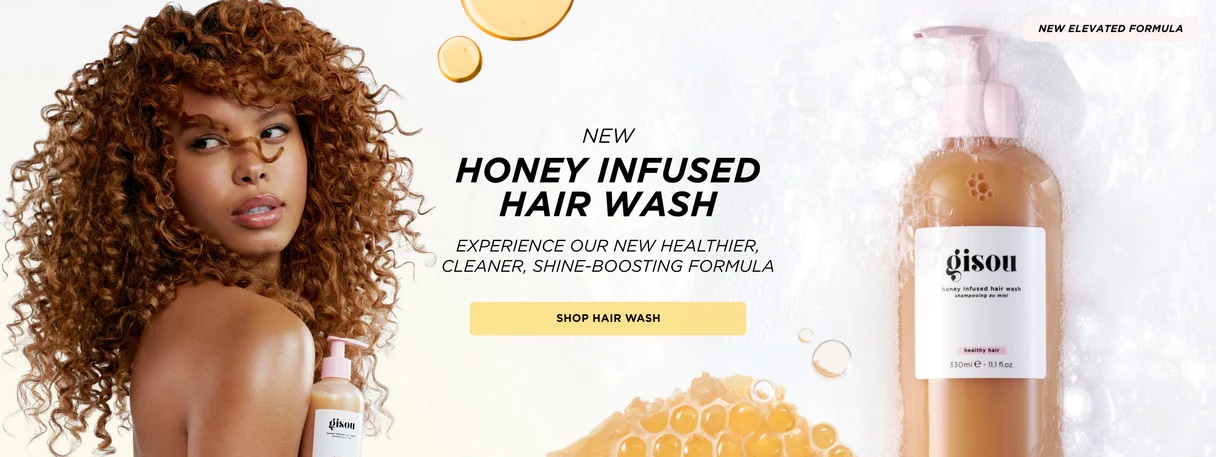 NEW ELEVATED FORMULA
NEW
HONEY INFUSED
HAIR WASH
EXPERIENCE OUR NEW HEALTHIER,
CLEANER, SHINE-BOOSTING FORMULA
SHOP HAIR WASH
gisou
honey infused hair wash
shampooing au miel
healthy hair
330ml ℮ - 11.1 fl.oz.
gisou